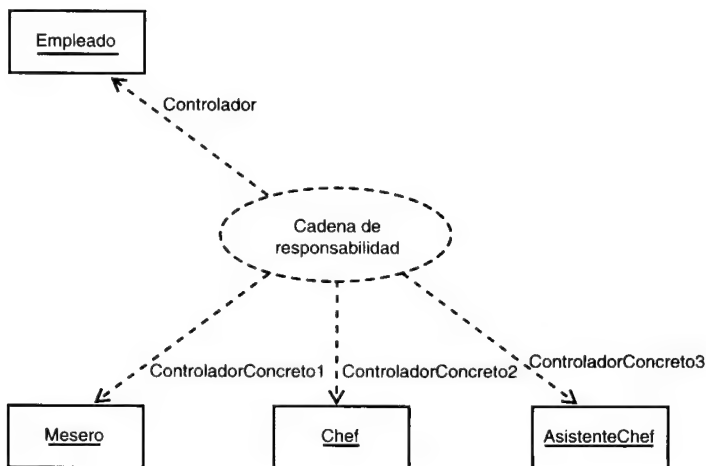 Empleado
Controlador
Cadena de
responsabilidad
ControladorConcreto1
ControladorConcreto2
ControladorConcreto3
Mesero
Chef
AsistenteChef